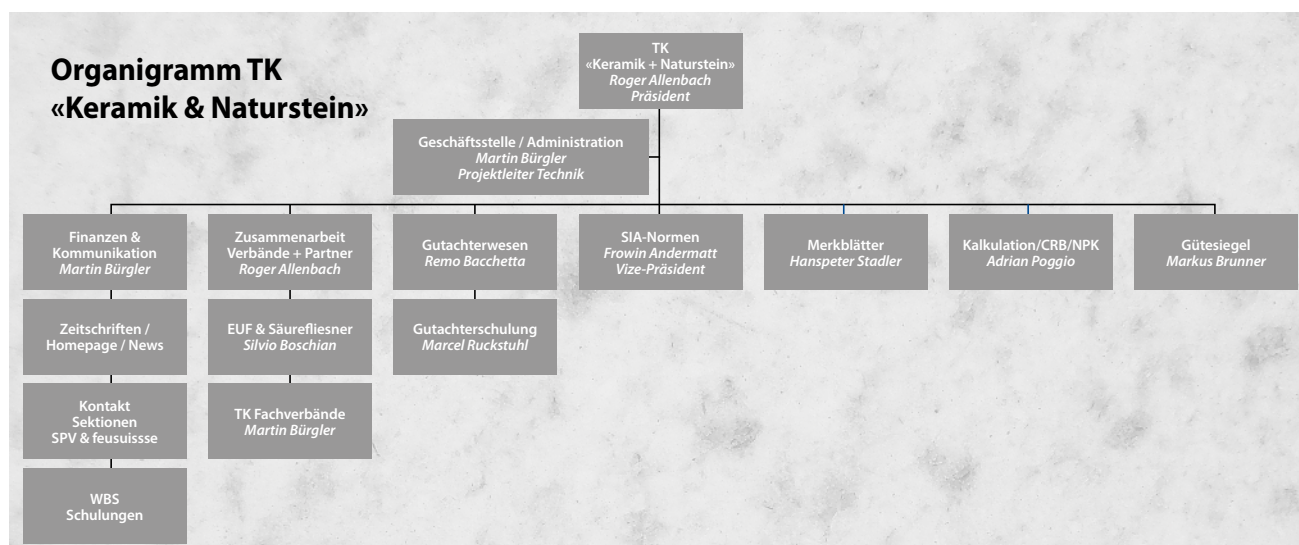 Organigramm TK
«Keramik & Naturstein»
TK
«Keramik + Naturstein»
Roger Allenbach
Präsident
Geschäftsstelle / Administration
Martin Bürgler
Projektleiter Technik
Finanzen &
Kommunikation
Martin Bürgler
Zusammenarbeit
Verbände + Partner
Roger Allenbach
Gutachterwesen
Remo Bacchetta
SIA-Normen
Frowin Andermatt
Vize-Präsident
Merkblätter
Hanspeter Stadler
Kalkulation/CRB/NPK
Adrian Poggio
Gütesiegel
Markus Brunner
Zeitschriften /
Homepage / News
EUF & Säurefliesner
Silvio Boschian
Gutachterschulung
Marcel Ruckstuhl
Kontakt
Sektionen
SPV & feusuissse
TK Fachverbände
Martin Bürgler
WBS
Schulungen